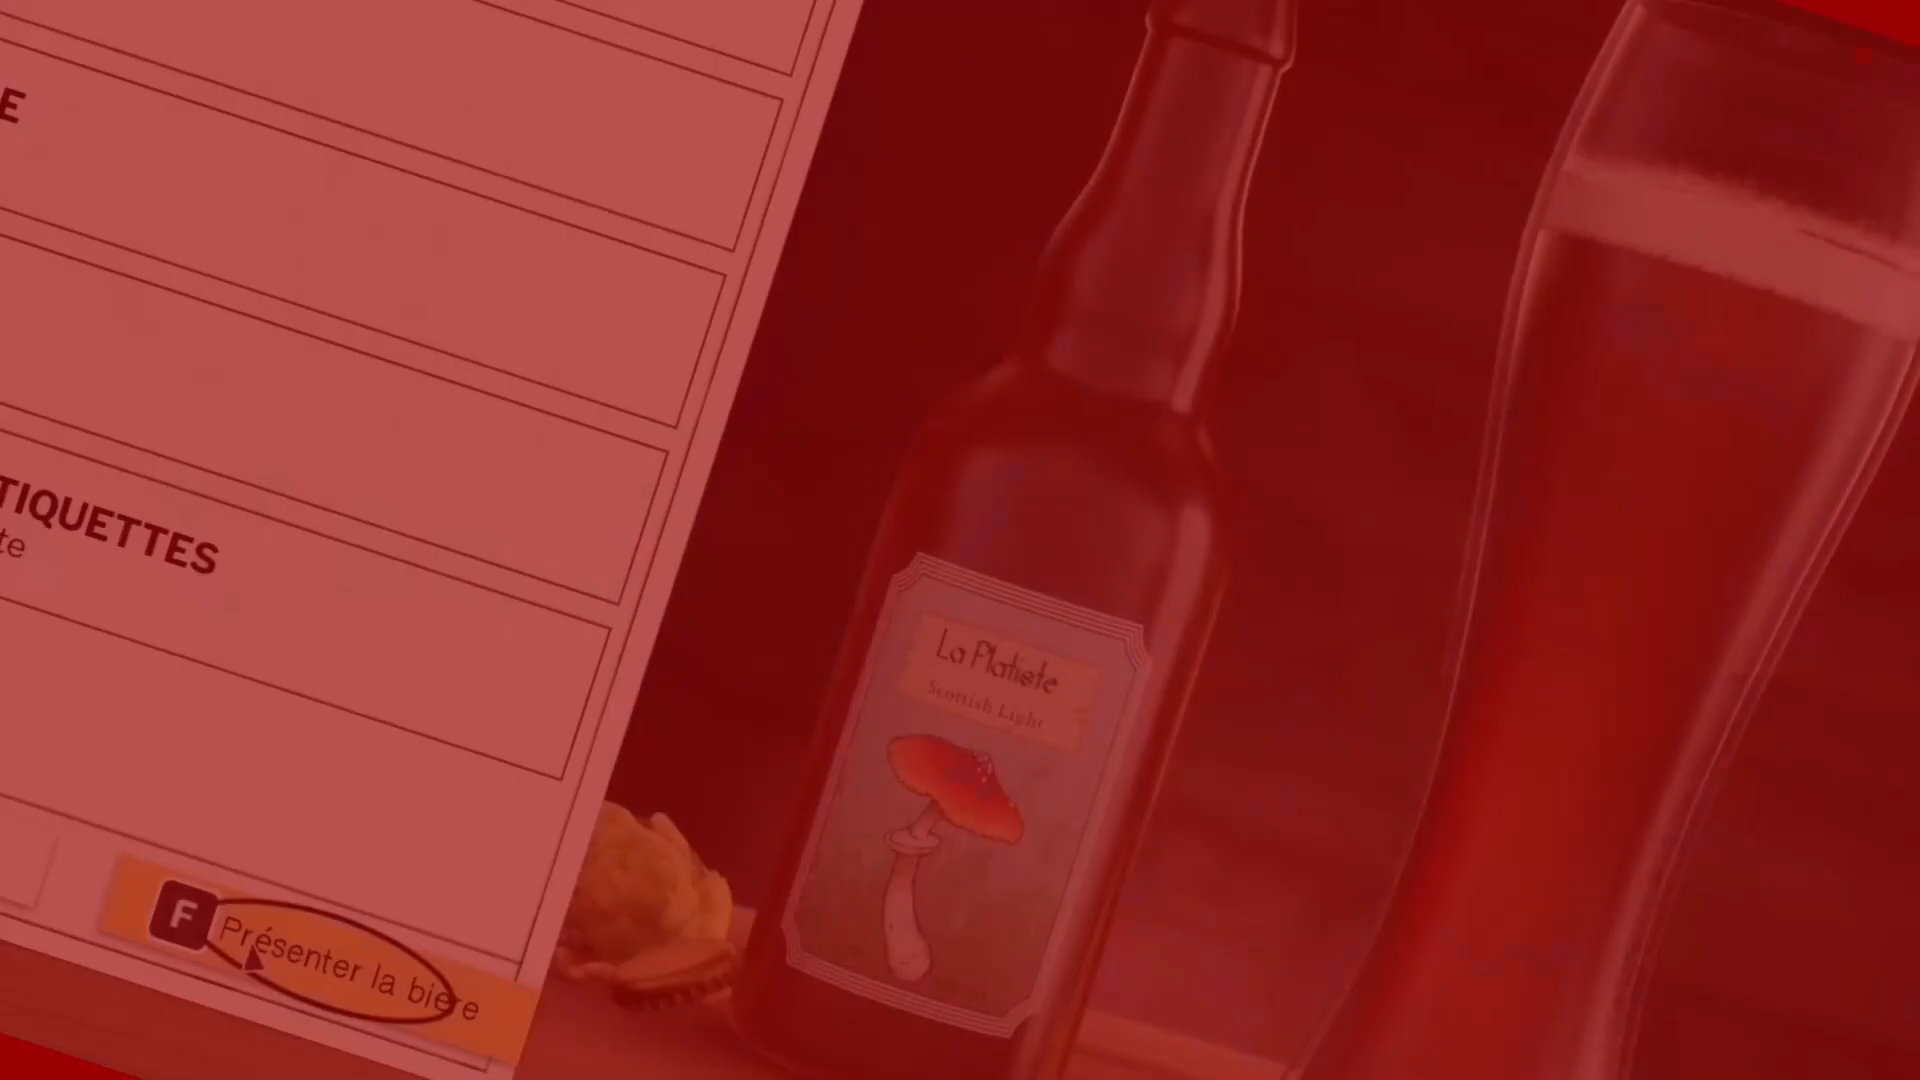 E
TIQUETTES
te
F Présenter la bière
La Platiste
Scottish Light